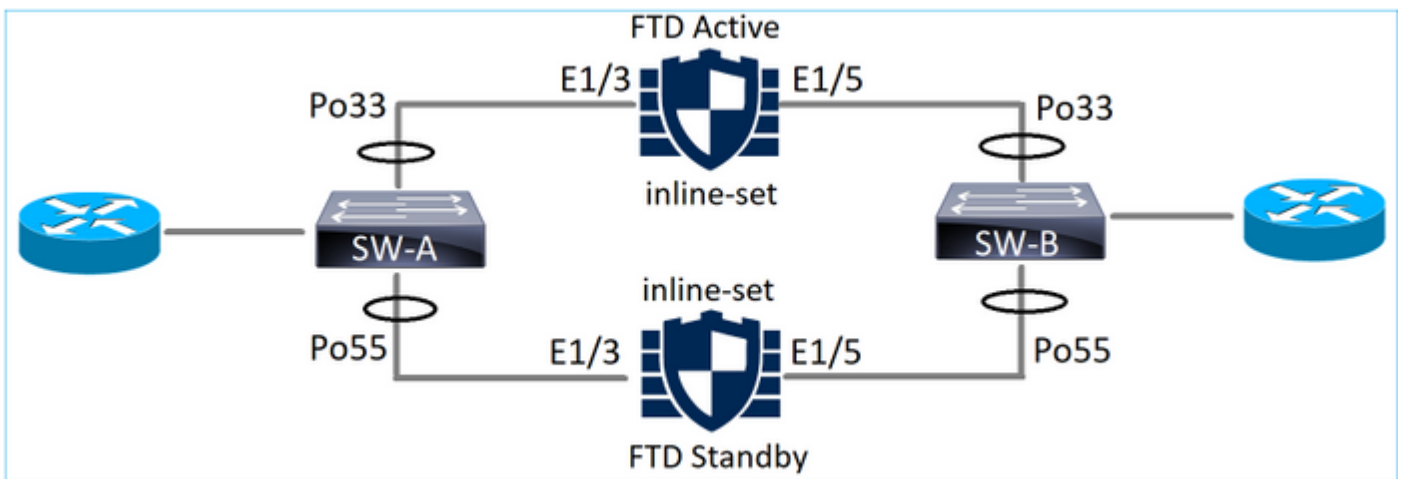 FTD Active
E1/3
E1/5
Po33
Po33
inline-set
SW-A
SW-B
inline-set
Po55
E1/3
E1/5
Po55
FTD Standby